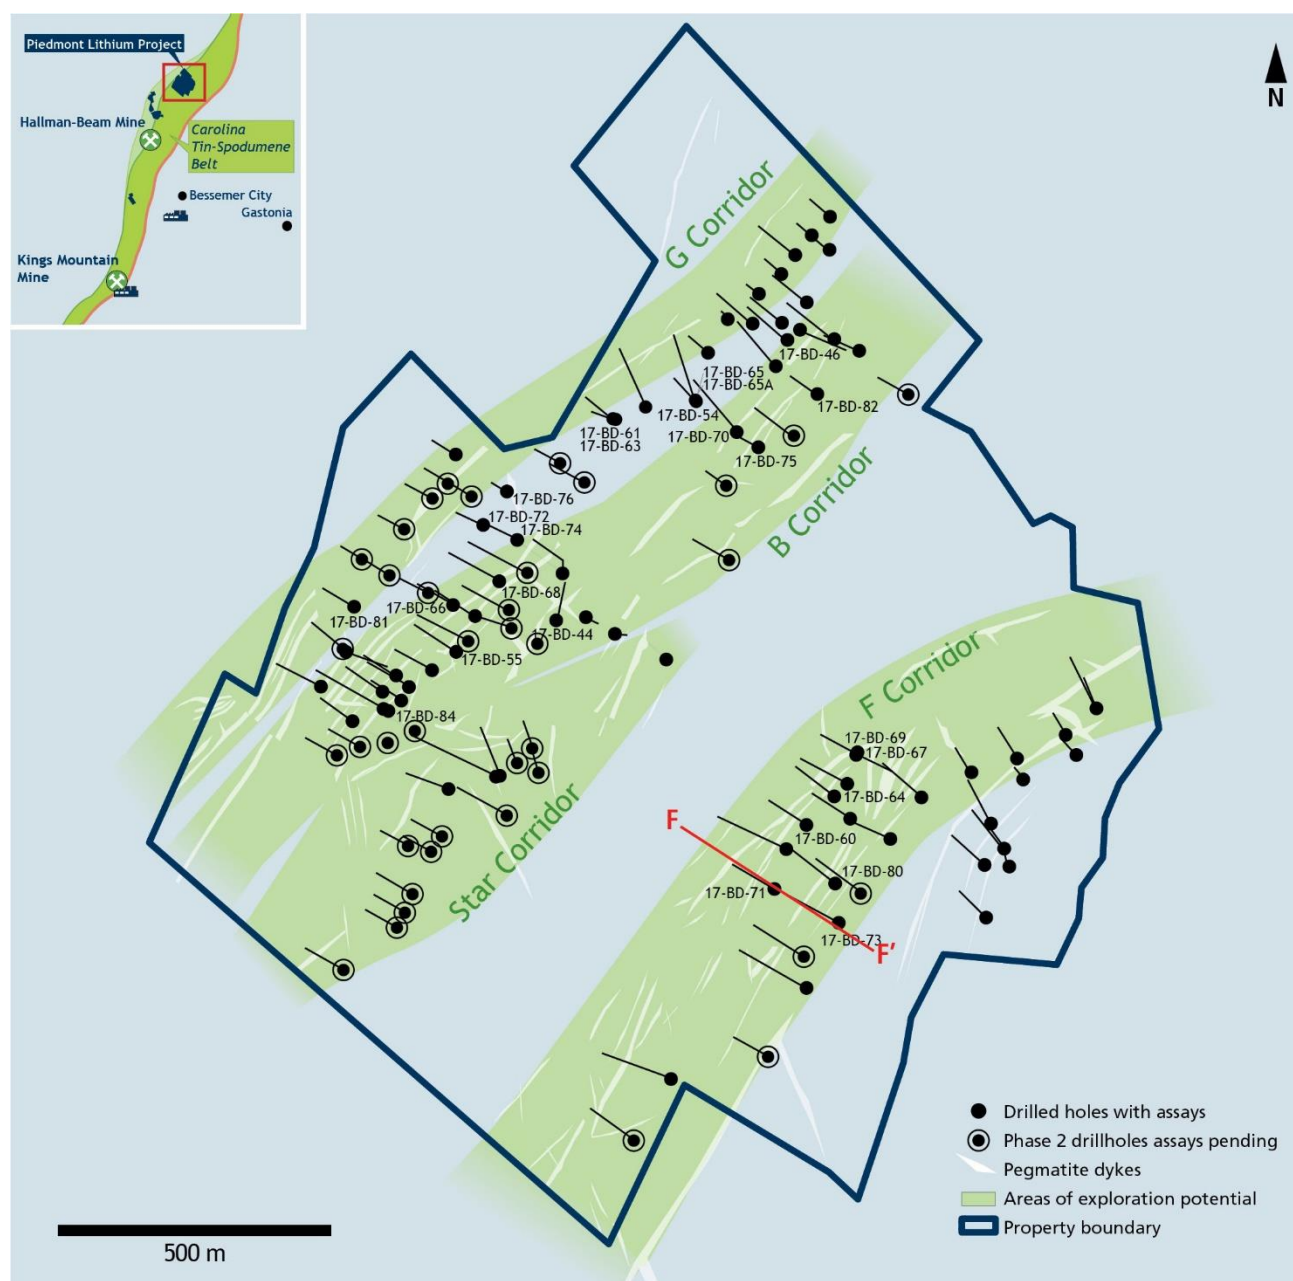 Piedmont Lithium Project
Hallman-Beam Mine
Carolina
Tin-Spodumene
Belt
Bessemer City
Gastonia
Kings Mountain
Mine
N
G Corridor
17-BD-46
17-BD-65
17-BD-65A
17-BD-82
17-BD-54
17-BD-61
17-BD-70
17-BD-63
17-BD-75
B Corridor
17-BD-76
17-BD-72
17-BD-74
17-BD-68
17-BD-66
17-BD-81
17-BD-44
17-BD-55
17-BD-84
F Corridor
17-BD-69
17-BD-67
17-BD-64
Star Corridor
F
17-BD-60
17-BD-80
17-BD-71
17-BD-73
F'
Drilled holes with assays
Phase 2 drillholes assays pending
Pegmatite dykes
Areas of exploration potential
Property boundary
500 m